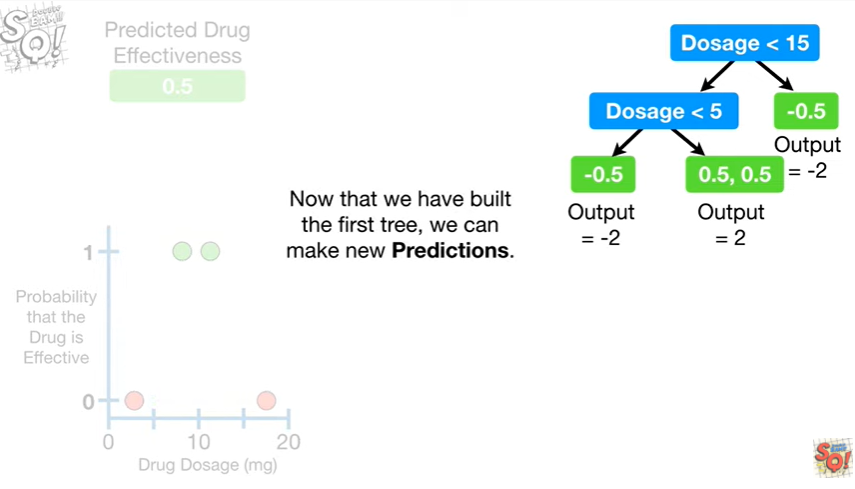 SQ!
Predicted Drug
Effectiveness
0.5
Dosage < 15
Dosage < 5
-0.5
Output
= -2
-0.5
0.5, 0.5
Output
= -2
Output
= 2
Now that we have built
the first tree, we can
make new Predictions.
1
Probability
that the
Drug is
Effective
0
0
10
20
Drug Dosage (mg)
SQ!